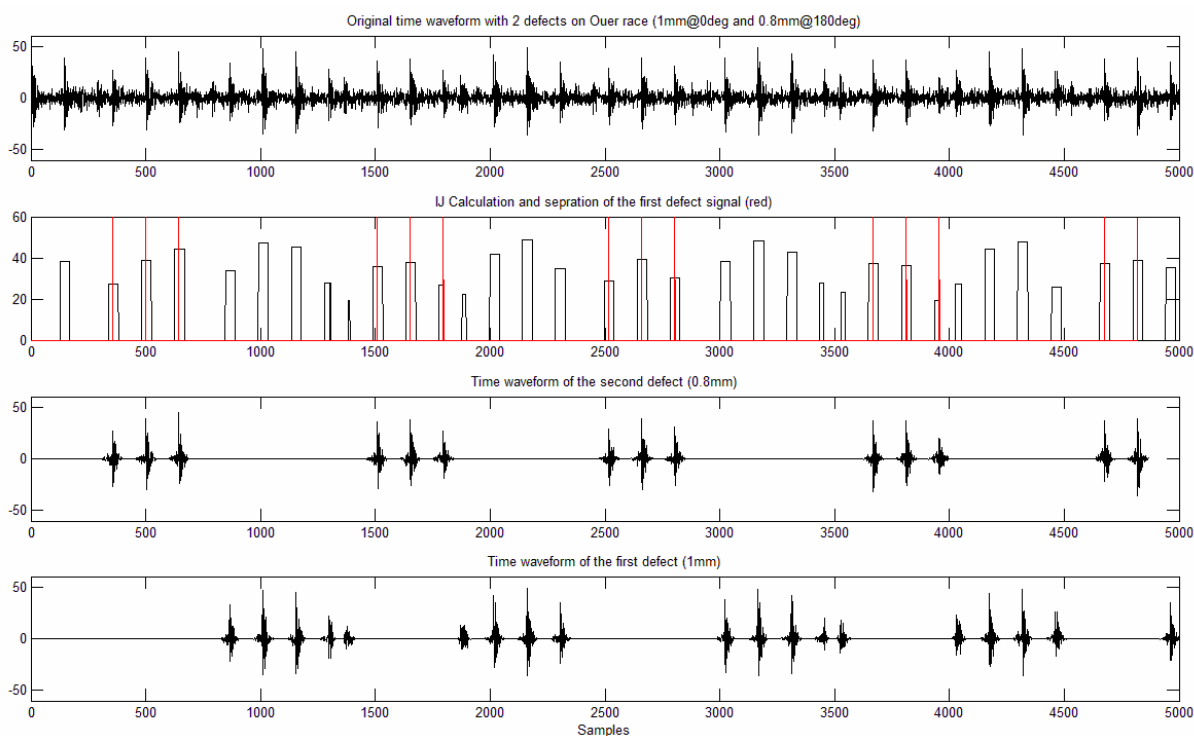 Original time waveform with 2 defects on Ouer race (1mm@0deg and 0.8mm@180deg)
50
0
-50
0 500 1000 1500 2000 2500 3000 3500 4000 4500 5000
IJ Calculation and sepration of the first defect signal (red)
60
40
20
0
0 500 1000 1500 2000 2500 3000 3500 4000 4500 5000
Time waveform of the second defect (0.8mm)
50
0
-50
0 500 1000 1500 2000 2500 3000 3500 4000 4500 5000
Time waveform of the first defect (1mm)
50
0
-50
0 500 1000 1500 2000 2500 3000 3500 4000 4500 5000
Samples